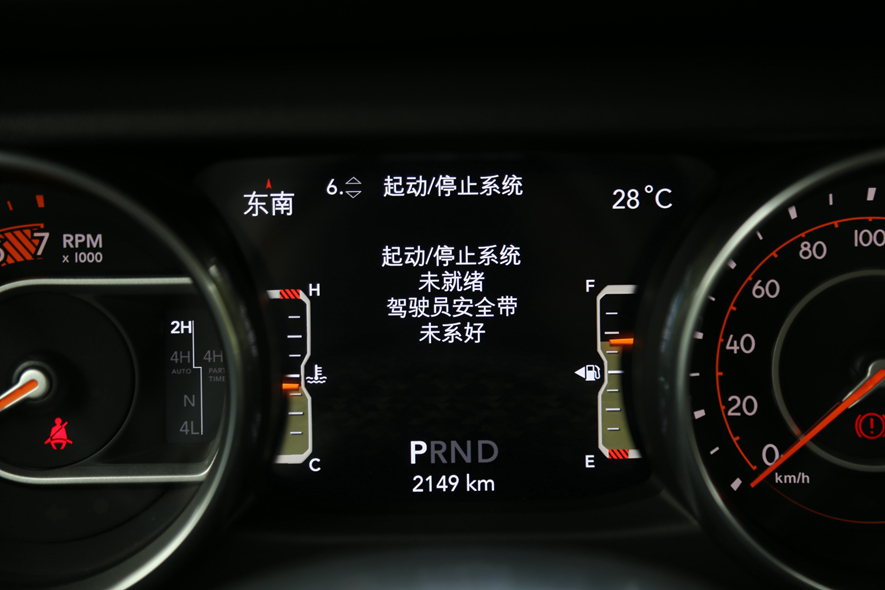 东南
6. 起动/停止系统
28°C
起动/停止系统
未就绪
驾驶员安全带
未系好
7
RPM
x 1000
2H
4H 4H
AUTO PART
TIME
N
4L
H
C
F
E
PRND
2149 km
100
80
60
40
20
0
km/h